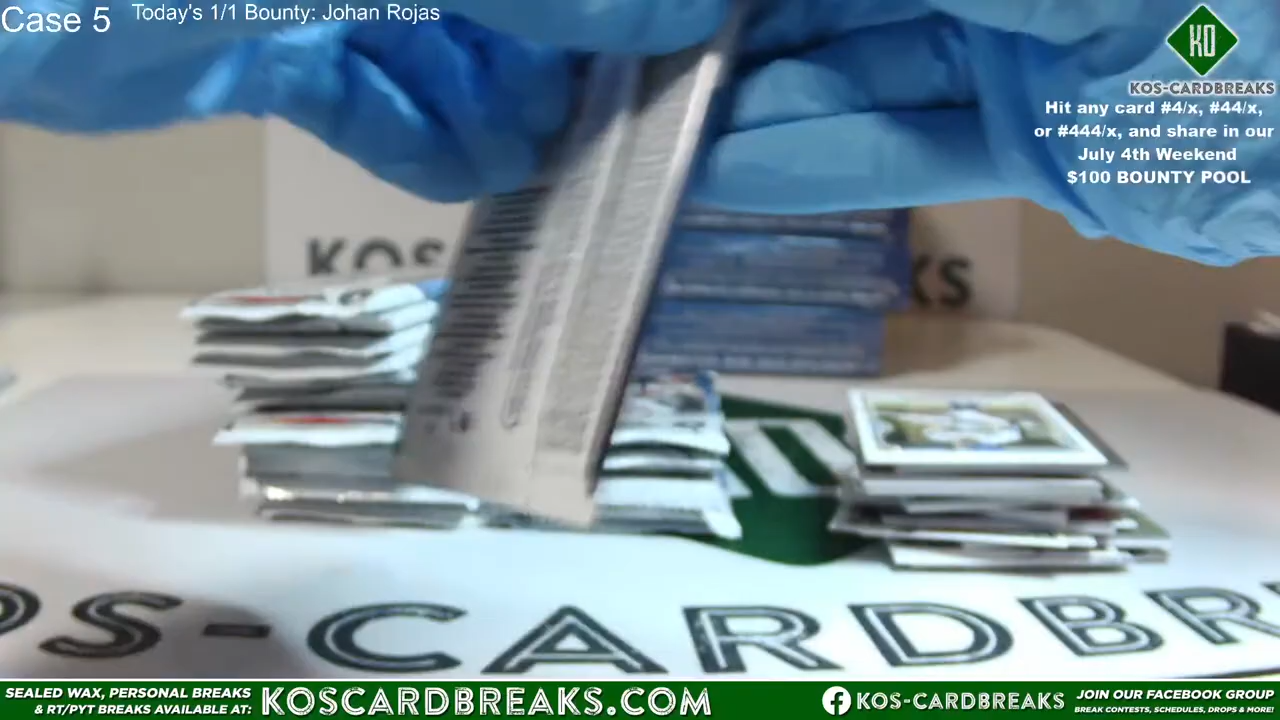 Case 5
Today's 1/1 Bounty: Johan Rojas
KO
KOS-CARDBREAKS
Hit any card #4/x, #44/x,
or #444/x, and share in our
July 4th Weekend
$100 BOUNTY POOL
KOS
KS
OS-CARDBR
SEALED WAX, PERSONAL BREAKS
& RT/PYT BREAKS AVAILABLE AT:
KOSCARDBREAKS.COM
KOS-CARDBREAKS
JOIN OUR FACEBOOK GROUP
BREAK CONTESTS, SCHEDULES, DROPS & MORE!